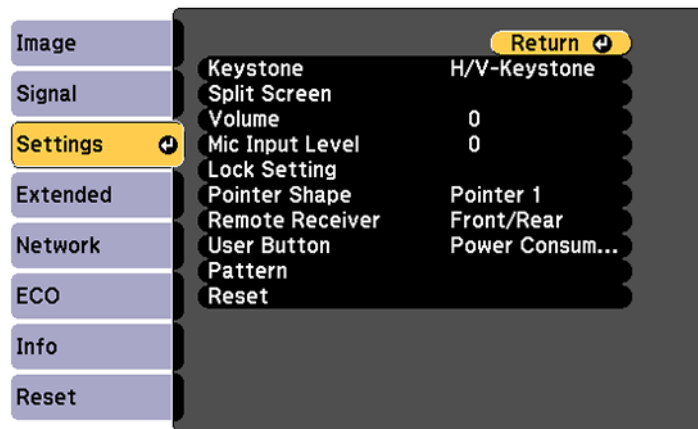 Image
Signal
Settings
Extended
Network
ECO
Info
Reset
Return
Keystone H/V-Keystone
Split Screen
Volume 0
Mic Input Level 0
Lock Setting
Pointer Shape Pointer 1
Remote Receiver Front/Rear
User Button Power Consum...
Pattern
Reset